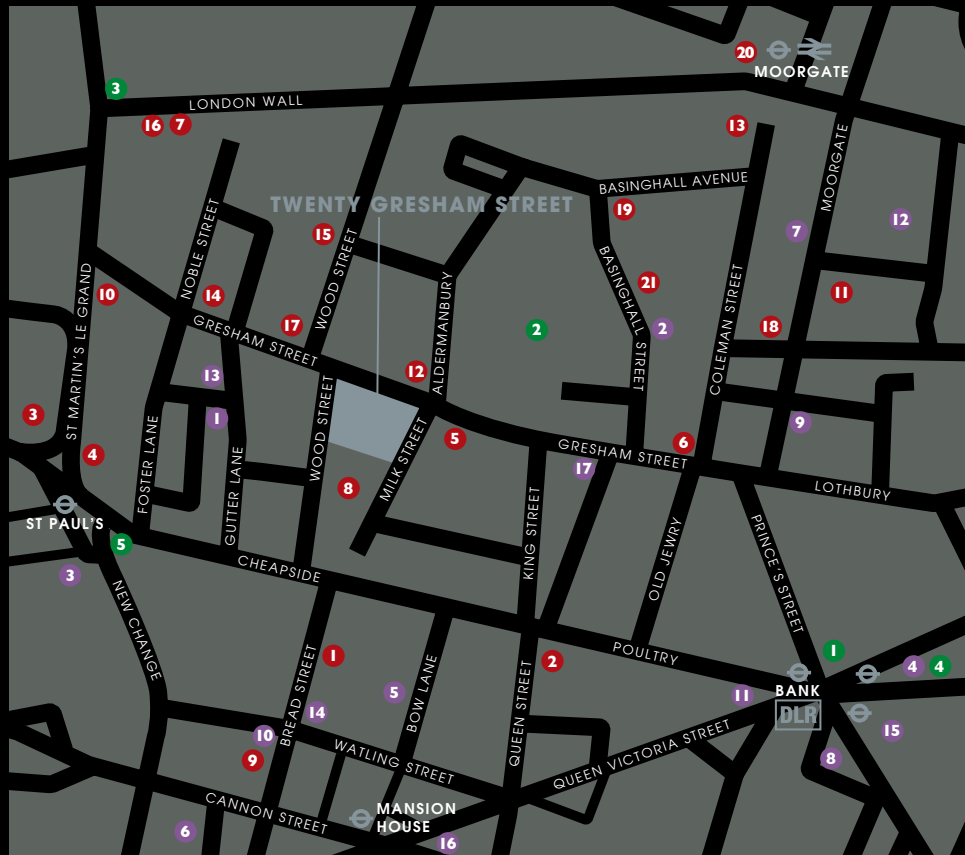 20
MOORGATE
3
LONDON WALL
16
7
13
MOORGATE
BASINGHALL AVENUE
TWENTY GRESHAM STREET
19
12
7
15
NOBLE STREET
WOOD STREET
BASINGHALL STREET
10
14
21
11
ST MARTIN'S LE GRAND
GRESHAM STREET
17
ALDERMANBURY
2
2
COLEMAN STREET
18
13
12
3
1
9
4
FOSTER LANE
GUTTER LANE
WOOD STREET
8
MILK STREET
5
GRESHAM STREET
6
17
LOTHBURY
ST PAUL'S
5
KING STREET
OLD JEWRY
PRINCE'S STREET
3
CHEAPSIDE
NEW CHANGE
1
2
POULTRY
1
4
4
BREAD STREET
5
BOW LANE
QUEEN STREET
11
BANK
DLR
14
10
9
WATLING STREET
QUEEN VICTORIA STREET
15
8
CANNON STREET
MANSION
HOUSE
6
16